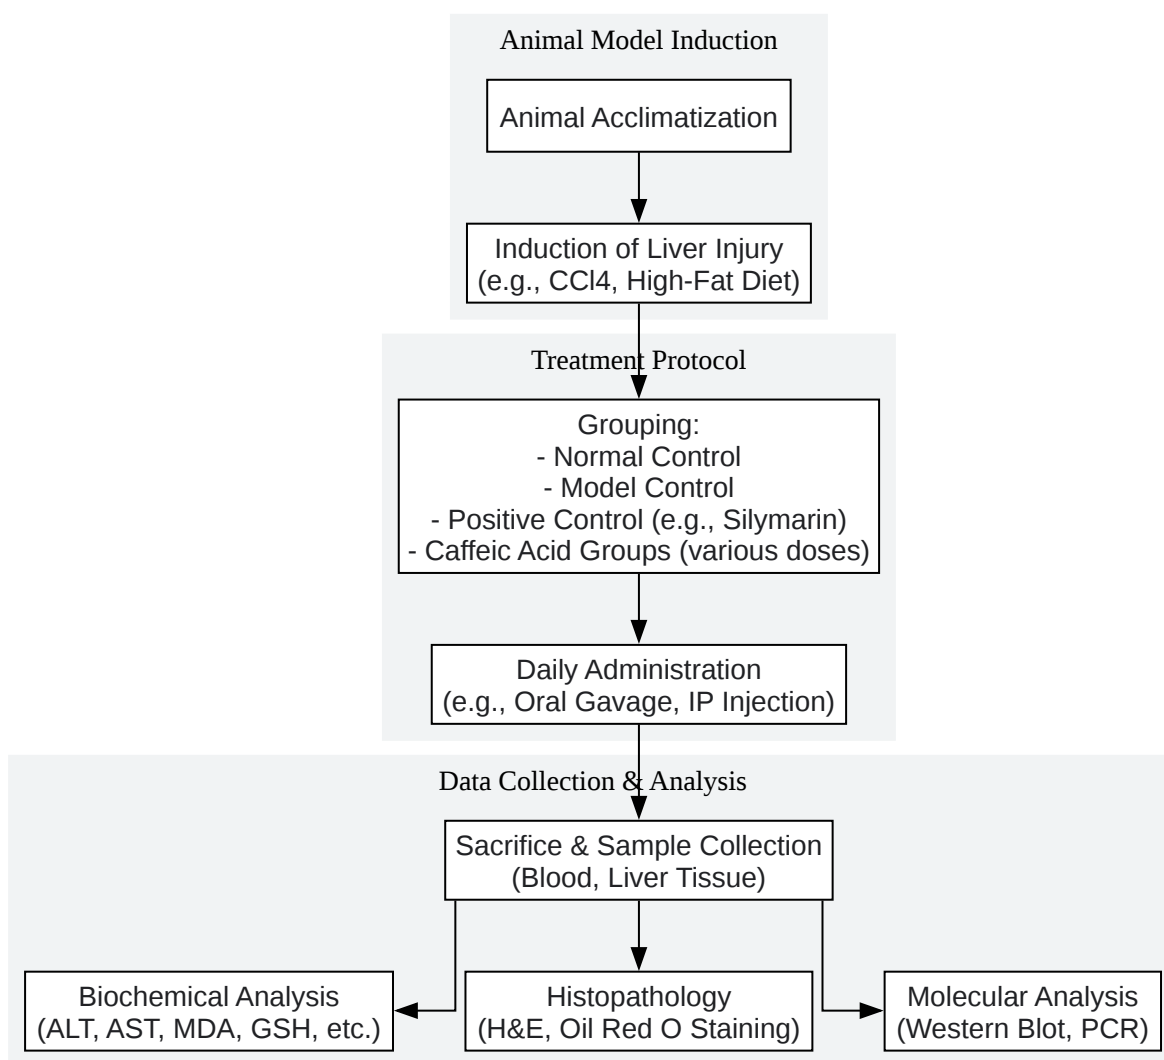 Animal Model Induction
Animal Acclimatization
Induction of Liver Injury
(e.g., CCl4, High-Fat Diet)
Treatment Protocol
Grouping:
- Normal Control
- Model Control
- Positive Control (e.g., Silymarin)
- Caffeic Acid Groups (various doses)
Daily Administration
(e.g., Oral Gavage, IP Injection)
Data Collection & Analysis
Sacrifice & Sample Collection
(Blood, Liver Tissue)
Biochemical Analysis
(ALT, AST, MDA, GSH, etc.)
Histopathology
(H&E, Oil Red O Staining)
Molecular Analysis
(Western Blot, PCR)